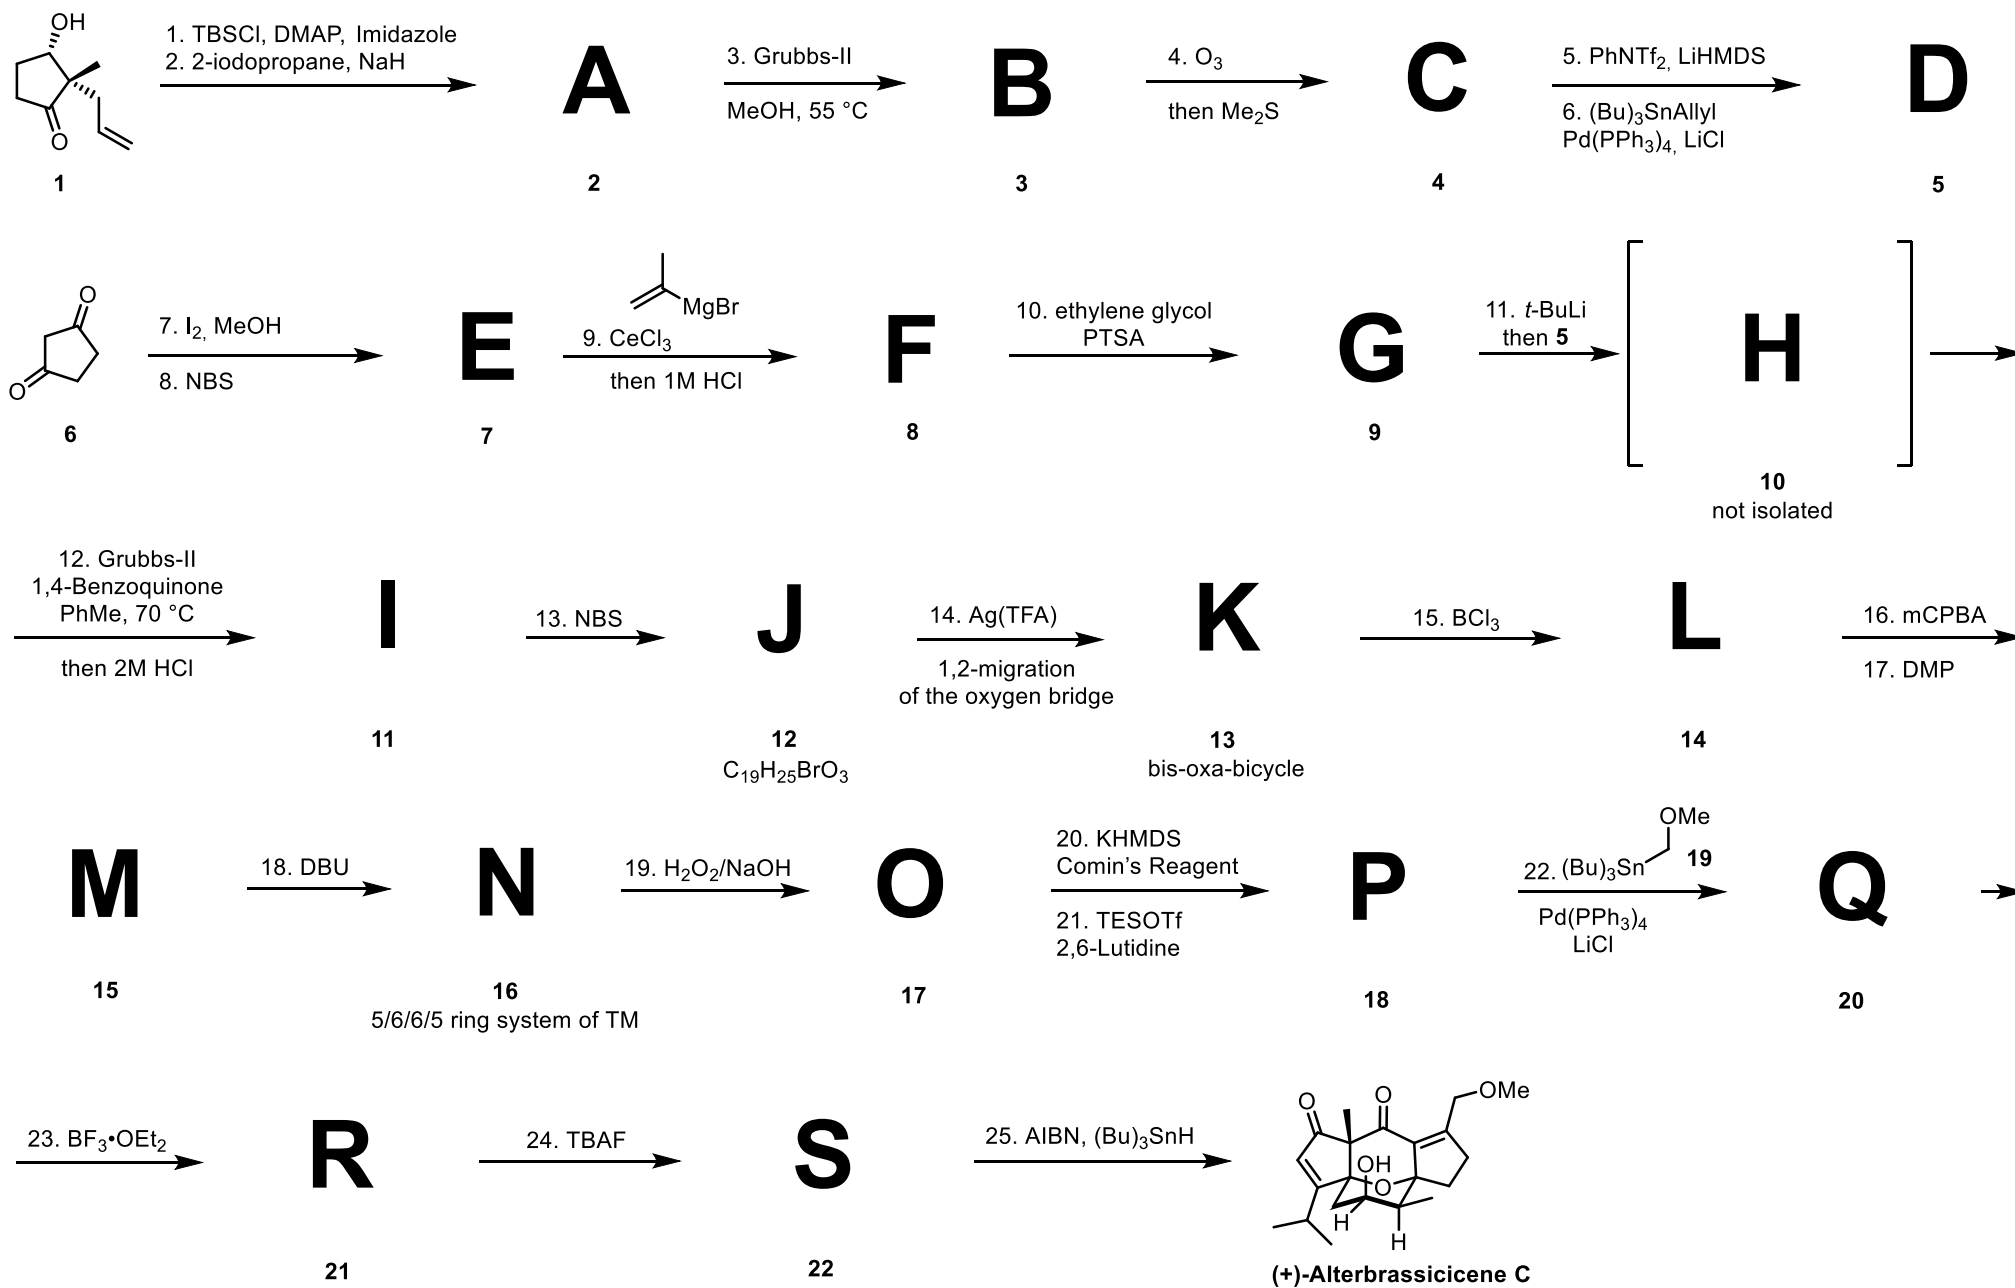 OH
O
1
1. TBSCl, DMAP, Imidazole
2. 2-iodopropane, NaH
A
2
3. Grubbs-II
MeOH, 55 °C
B
3
4. O3
then Me2S
C
4
5. PhNTf2, LiHMDS
6. (Bu)3SnAllyl
Pd(PPh3)4, LiCl
D
5
O
O
6
7. I2, MeOH
8. NBS
E
7
MgBr
9. CeCl3
then 1M HCl
F
8
10. ethylene glycol
PTSA
G
9
11. t-BuLi
then 5
H
10
not isolated
12. Grubbs-II
1,4-Benzoquinone
PhMe, 70 °C
then 2M HCl
I
11
13. NBS
J
12
C19H25BrO3
14. Ag(TFA)
1,2-migration
of the oxygen bridge
K
13
bis-oxa-bicycle
15. BCl3
L
14
16. mCPBA
17. DMP
M
15
18. DBU
N
16
5/6/6/5 ring system of TM
19. H2O2/NaOH
O
17
20. KHMDS
Comin's Reagent
21. TESOTf
2,6-Lutidine
P
18
OMe
22. (Bu)3Sn 19
Pd(PPh3)4
LiCl
Q
20
23. BF3•OEt2
R
21
24. TBAF
S
22
25. AIBN, (Bu)3SnH
O
O
OMe
OH
O
H
H
(+)-Alterbrassicicene C